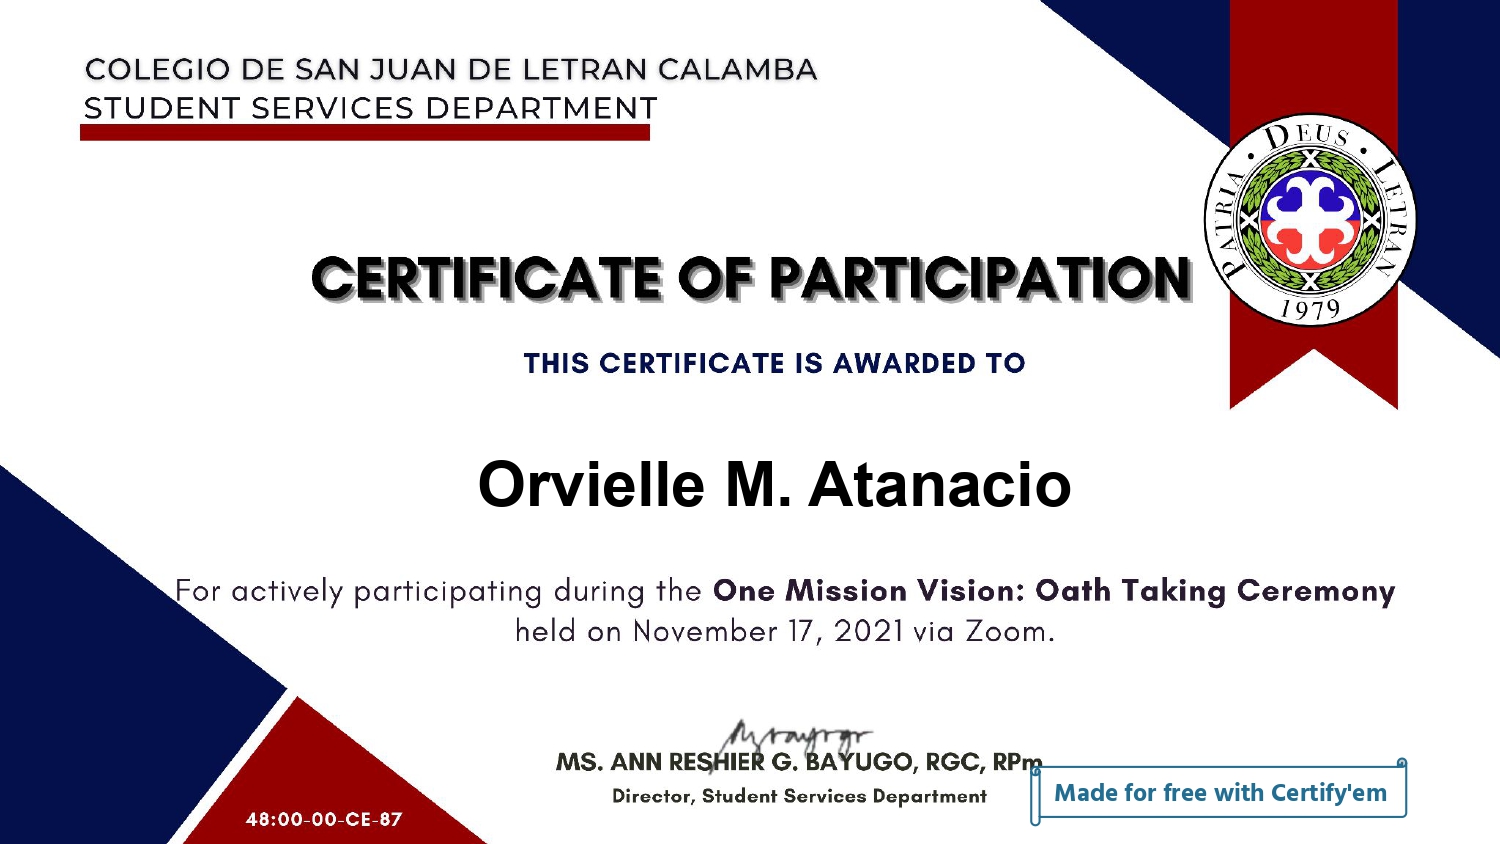 COLEGIO DE SAN JUAN DE LETRAN CALAMBA
STUDENT SERVICES DEPARTMENT
PATRIA • DEUS • LETRAN
1979
CERTIFICATE OF PARTICIPATION
THIS CERTIFICATE IS AWARDED TO
Orvielle M. Atanacio
For actively participating during the One Mission Vision: Oath Taking Ceremony
held on November 17, 2021 via Zoom.
MS. ANN RESHIER G. BAYUGO, RGC, RPm
Director, Student Services Department
Made for free with Certify'em
48:00-00-CE-87